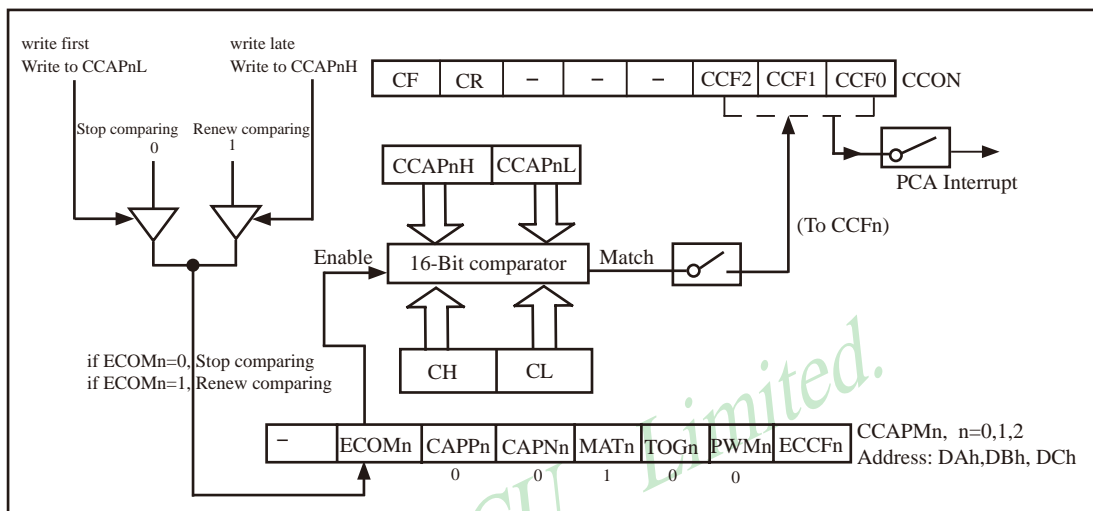 write first
Write to CCAPnL
write late
Write to CCAPnH
CF CR – – – CCF2 CCF1 CCF0 CCON
Stop comparing
0
Renew comparing
1
PCA Interrupt
CCAPnH CCAPnL
(To CCFn)
Enable
16-Bit comparator
Match
if ECOMn=0, Stop comparing
if ECOMn=1, Renew comparing
CH CL
Limited.
– ECOMn CAPPn CAPNn MATn TOGn PWMn ECCFn
CCAPMn, n=0,1,2
Address: DAh,DBh, DCh
0 0 1 0 0